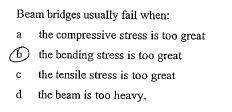 Beam bridges usually fail when:
a the compressive stress is too great
b the bending stress is too great
c the tensile stress is too great
d the beam is too heavy.